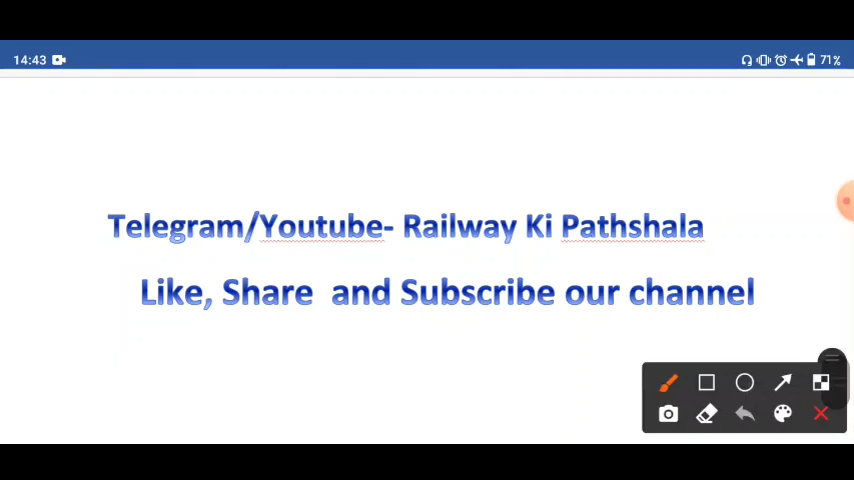 14:43
71%
Telegram/Youtube- Railway Ki Pathshala
Like, Share and Subscribe our channel